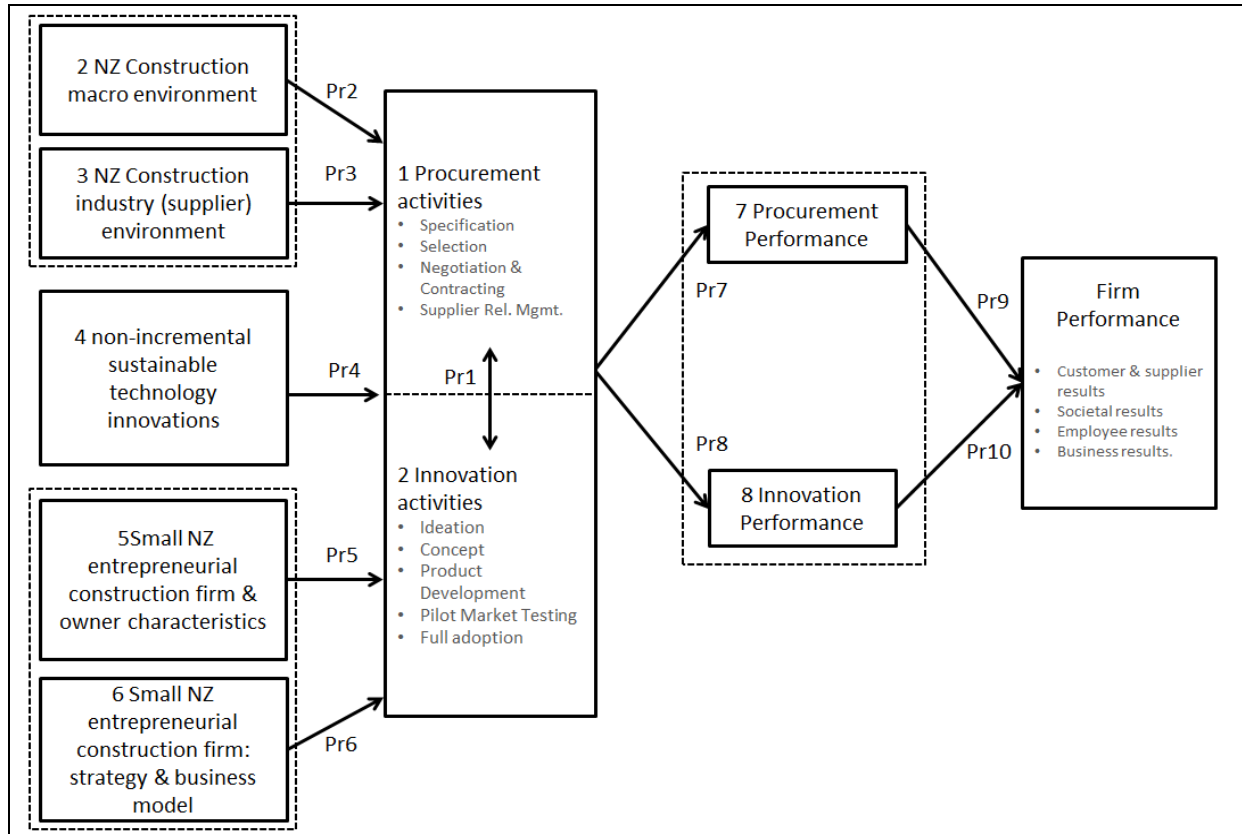 2 NZ Construction
macro environment
3 NZ Construction
industry (supplier)
environment
4 non-incremental
sustainable
technology
innovations
5Small NZ
entrepreneurial
construction firm &
owner characteristics
6 Small NZ
entrepreneurial
construction firm:
strategy & business
model
Pr2
Pr3
Pr4
Pr5
Pr6
1 Procurement
activities
• Specification
• Selection
• Negotiation &
Contracting
• Supplier Rel. Mgmt.
Pr1
2 Innovation
activities
• Ideation
• Concept
• Product
Development
• Pilot Market Testing
• Full adoption
Pr7
Pr8
7 Procurement
Performance
8 Innovation
Performance
Pr9
Pr10
Firm
Performance
• Customer & supplier
results
• Societal results
• Employee results
• Business results.